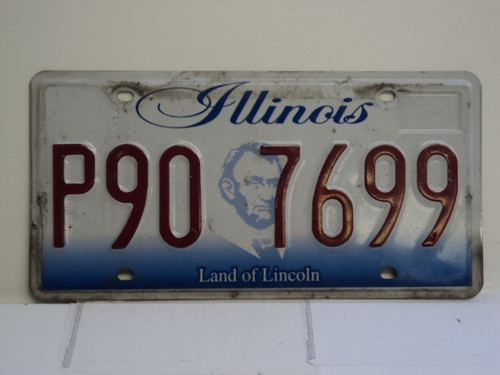 Illinois
P90 7699
Land of Lincoln